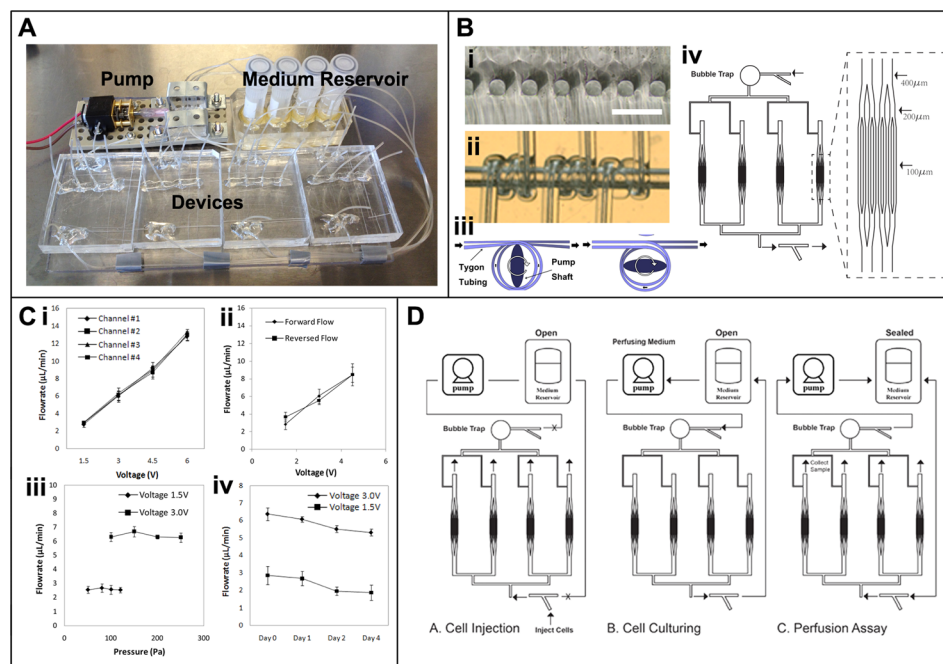 A
Pump
Medium Reservoir
Devices
B
i
ii
iii
Tygon
Tubing
Pump
Shaft
iv
Bubble Trap
400μm
200μm
100μm
C
i
Channel #1
Channel #2
Channel #3
Channel #4
Flowrate (μL/min)
16
14
12
10
8
6
4
2
0
1.5
3
4.5
6
Voltage (V)
ii
Forward Flow
Reversed Flow
Flowrate (μL/min)
16
14
12
10
8
6
4
2
0
0
1
2
3
4
5
Voltage (V)
iii
Voltage 1.5V
Voltage 3.0V
Flowrate (μL/min)
10
9
8
7
6
5
4
3
2
1
0
0
100
200
300
Pressure (Pa)
iv
Voltage 3.0V
Voltage 1.5V
Flowrate (μL/min)
8
7
6
5
4
3
2
1
0
Day 0
Day 1
Day 2
Day 4
D
Open
pump
Medium
Reservoir
Bubble Trap
Inject Cells
A. Cell Injection
Perfusing Medium
Open
pump
Medium
Reservoir
Bubble Trap
B. Cell Culturing
Sealed
pump
Medium
Reservoir
Bubble Trap
Collect
Sample
C. Perfusion Assay